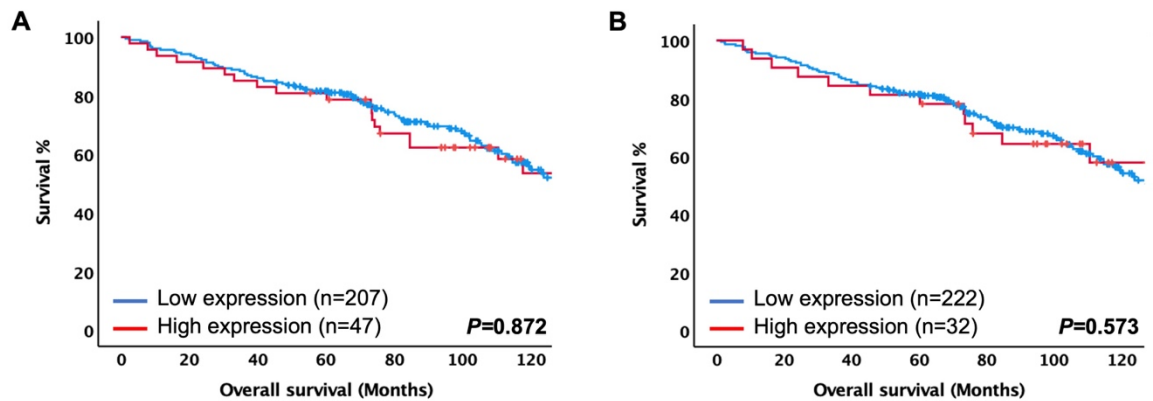 A
100
80
60
40
20
0
Survival %
Low expression (n=207)
High expression (n=47)
P=0.872
0 20 40 60 80 100 120
Overall survival (Months)
B
100
80
60
40
20
0
Survival %
Low expression (n=222)
High expression (n=32)
P=0.573
0 20 40 60 80 100 120
Overall survival (Months)